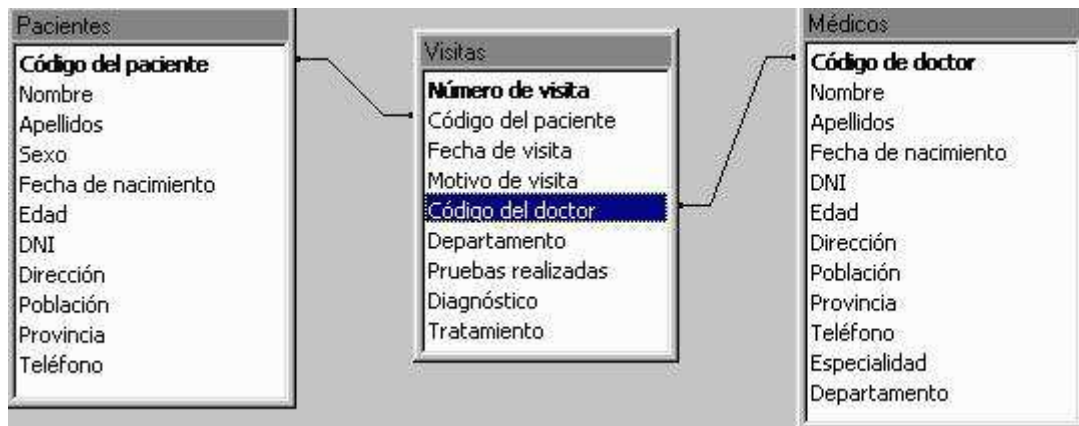 Pacientes
Código del paciente
Nombre
Apellidos
Sexo
Fecha de nacimiento
Edad
DNI
Dirección
Población
Provincia
Teléfono
Visitas
Número de visita
Código del paciente
Fecha de visita
Motivo de visita
Código del doctor
Departamento
Pruebas realizadas
Diagnóstico
Tratamiento
Médicos
Código de doctor
Nombre
Apellidos
Fecha de nacimiento
DNI
Edad
Dirección
Población
Provincia
Teléfono
Especialidad
Departamento